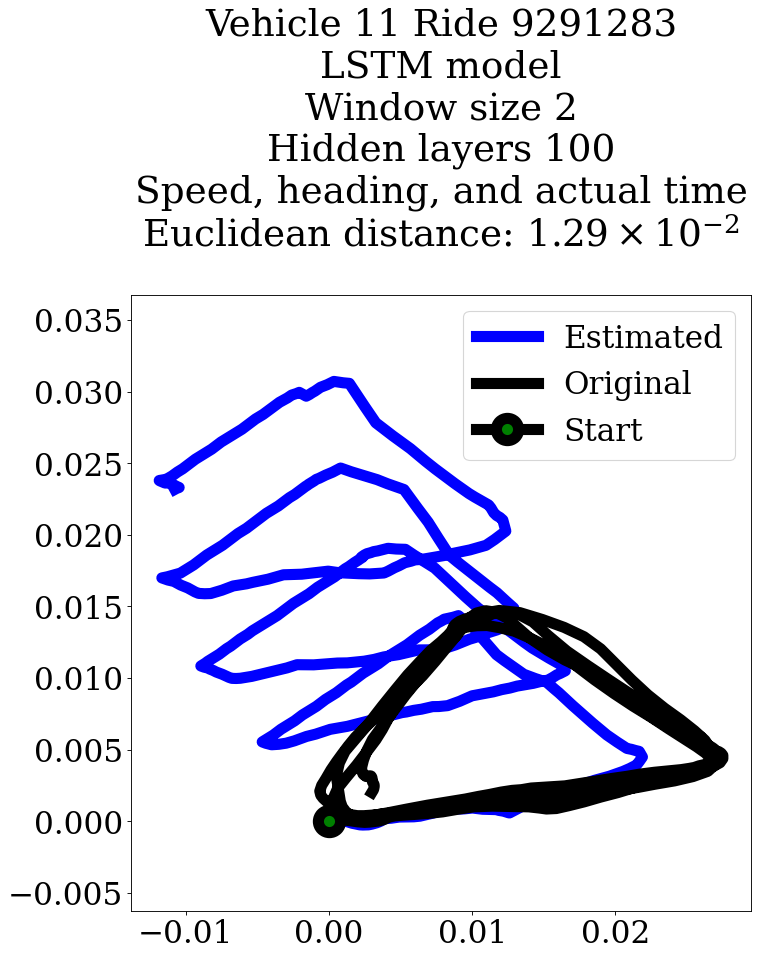 Vehicle 11 Ride 9291283
LSTM model
Window size 2
Hidden layers 100
Speed, heading, and actual time
Euclidean distance: 1.29 × 10⁻²
Estimated
Original
Start
0.035
0.030
0.025
0.020
0.015
0.010
0.005
0.000
−0.005
−0.01 0.00 0.01 0.02